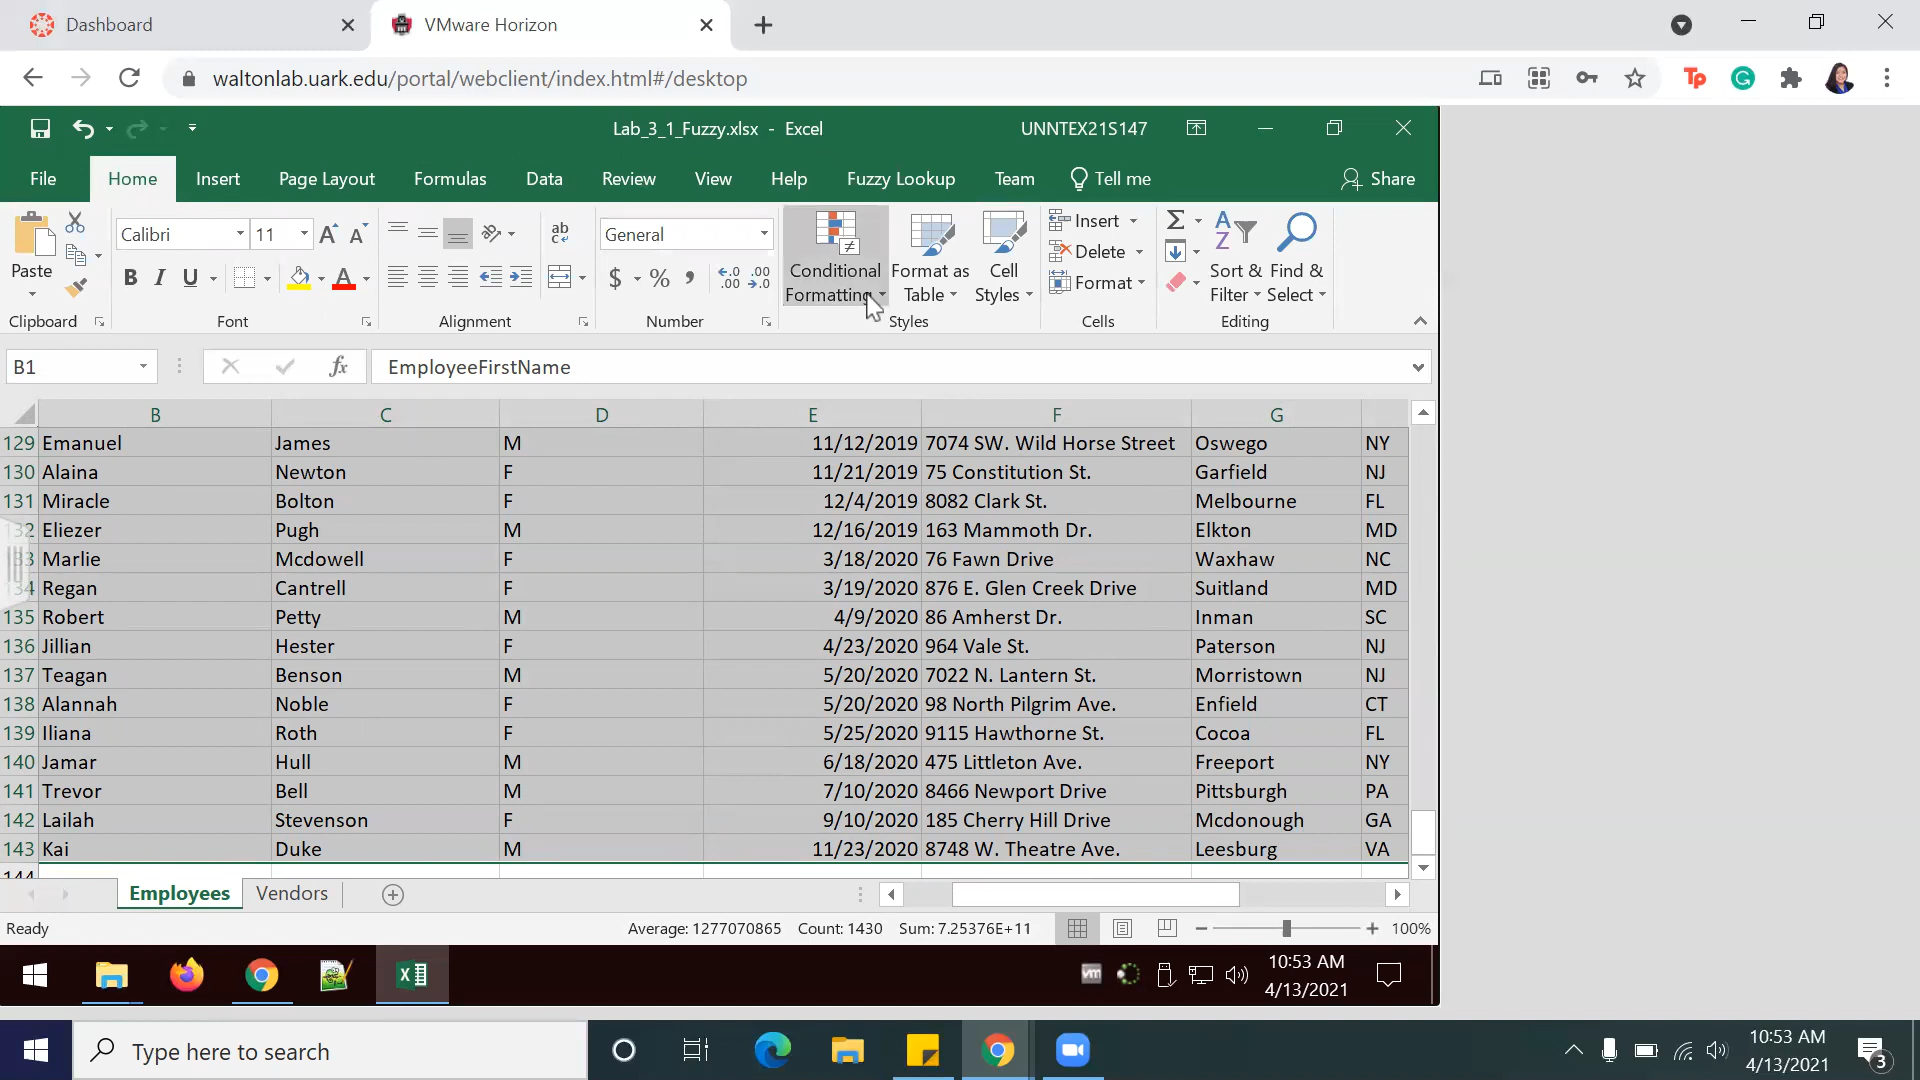 Dashboard
VMware Horizon
waltonlab.uark.edu/portal/webclient/index.html#/desktop
Lab_3_1_Fuzzy.xlsx - Excel
UNNTEX21S147
File Home Insert Page Layout Formulas Data Review View Help Fuzzy Lookup Team Tell me Share
Paste
Calibri 11
General
Conditional Formatting
Format as Table
Cell Styles
Insert
Delete
Format
Sort & Filter
Find & Select
Clipboard Font Alignment Number Styles Cells Editing
B1 fx EmployeeFirstName
B C D E F G
129 Emanuel James M 11/12/2019 7074 SW. Wild Horse Street Oswego NY
130 Alaina Newton F 11/21/2019 75 Constitution St. Garfield NJ
131 Miracle Bolton F 12/4/2019 8082 Clark St. Melbourne FL
132 Eliezer Pugh M 12/16/2019 163 Mammoth Dr. Elkton MD
133 Marlie Mcdowell F 3/18/2020 76 Fawn Drive Waxhaw NC
134 Regan Cantrell F 3/19/2020 876 E. Glen Creek Drive Suitland MD
135 Robert Petty M 4/9/2020 86 Amherst Dr. Inman SC
136 Jillian Hester F 4/23/2020 964 Vale St. Paterson NJ
137 Teagan Benson M 5/20/2020 7022 N. Lantern St. Morristown NJ
138 Alannah Noble F 5/20/2020 98 North Pilgrim Ave. Enfield CT
139 Iliana Roth F 5/25/2020 9115 Hawthorne St. Cocoa FL
140 Jamar Hull M 6/18/2020 475 Littleton Ave. Freeport NY
141 Trevor Bell M 7/10/2020 8466 Newport Drive Pittsburgh PA
142 Lailah Stevenson F 9/10/2020 185 Cherry Hill Drive Mcdonough GA
143 Kai Duke M 11/23/2020 8748 W. Theatre Ave. Leesburg VA
144
Employees Vendors
Ready Average: 1277070865 Count: 1430 Sum: 7.25376E+11 100%
10:53 AM
4/13/2021
Type here to search
10:53 AM
4/13/2021
3